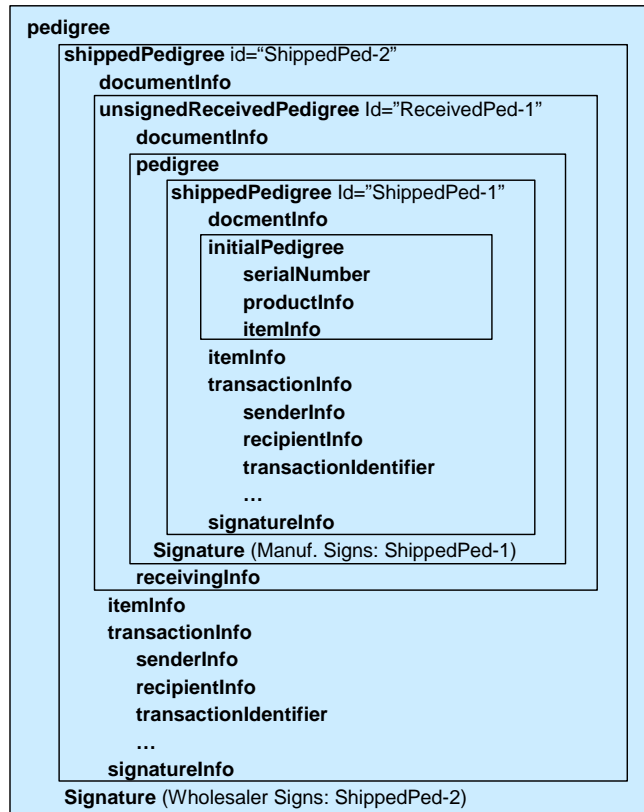 pedigree
shippedPedigree id=“ShippedPed-2”
documentInfo
unsignedReceivedPedigree Id=”ReceivedPed-1”
documentInfo
pedigree
shippedPedigree Id=”ShippedPed-1”
docmentInfo
initialPedigree
serialNumber
productInfo
itemInfo
itemInfo
transactionInfo
senderInfo
recipientInfo
transactionIdentifier
…
signatureInfo
Signature (Manuf. Signs: ShippedPed-1)
receivingInfo
itemInfo
transactionInfo
senderInfo
recipientInfo
transactionIdentifier
…
signatureInfo
Signature (Wholesaler Signs: ShippedPed-2)